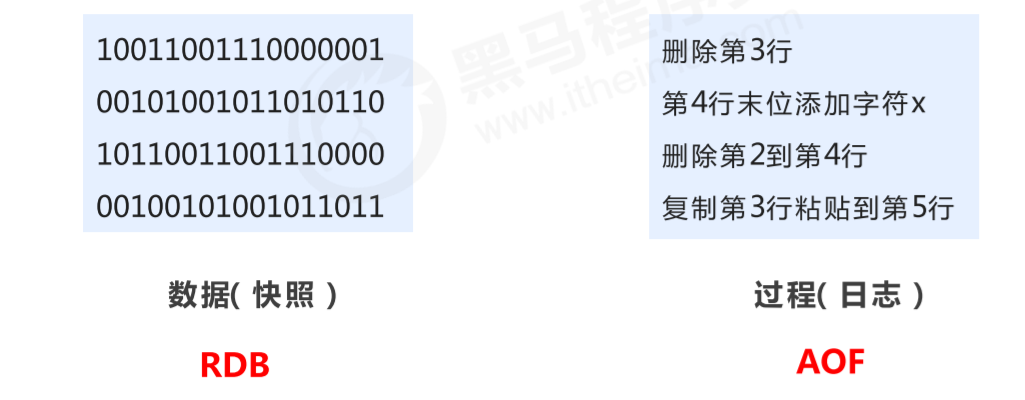 10011001110000001
00101001011010110
10110011001110000
00100101001011011
数据( 快照 )
RDB
删除第3行
第4行末位添加字符x
删除第2到第4行
复制第3行粘贴到第5行
过程( 日志 )
AOF
黑马程序
www.itheim
.com